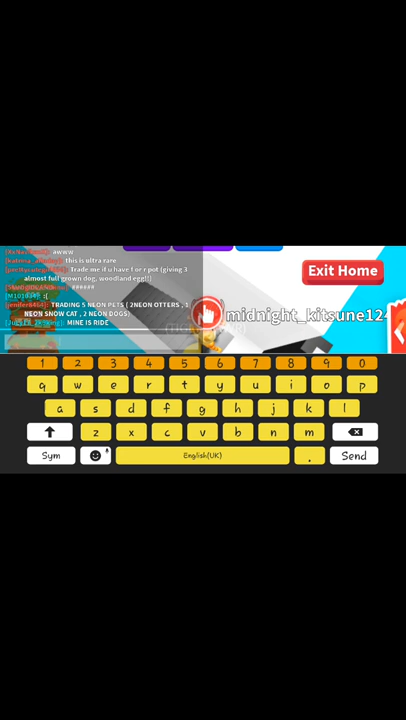 awww
this is ultra rare
Trade me if u have f or r pot (giving 3
almost full grown dog, woodland egg!!)
######
:(
TRADING 5 NEON PETS ( 2NEON OTTERS , 1
NEON SNOW CAT , 2 NEON DOGS)
MINE IS RIDE
Exit Home
midnight_kitsune124
1 2 3 4 5 6 7 8 9 0
q w e r t y u i o p
a s d f g h j k l
z x c v b n m
Sym English(UK) . Send